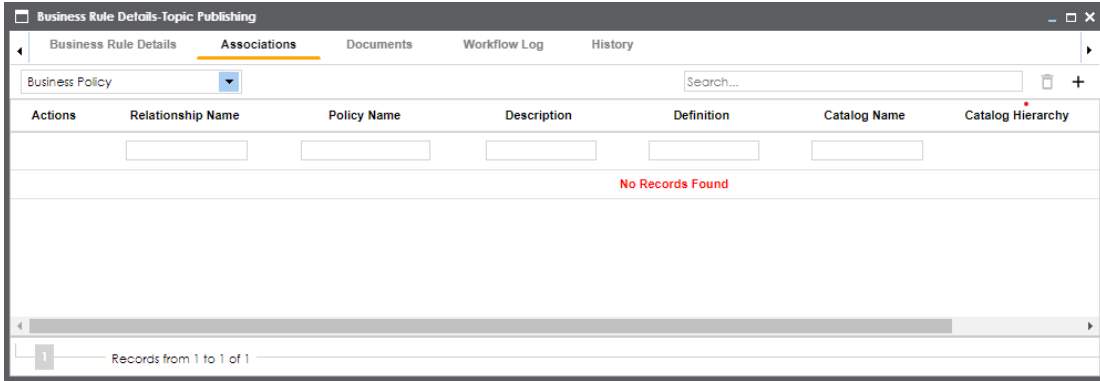 Business Rule Details-Topic Publishing
Business Rule Details Associations Documents Workflow Log History
Business Policy Search...
Actions Relationship Name Policy Name Description Definition Catalog Name Catalog Hierarchy
No Records Found
1 Records from 1 to 1 of 1